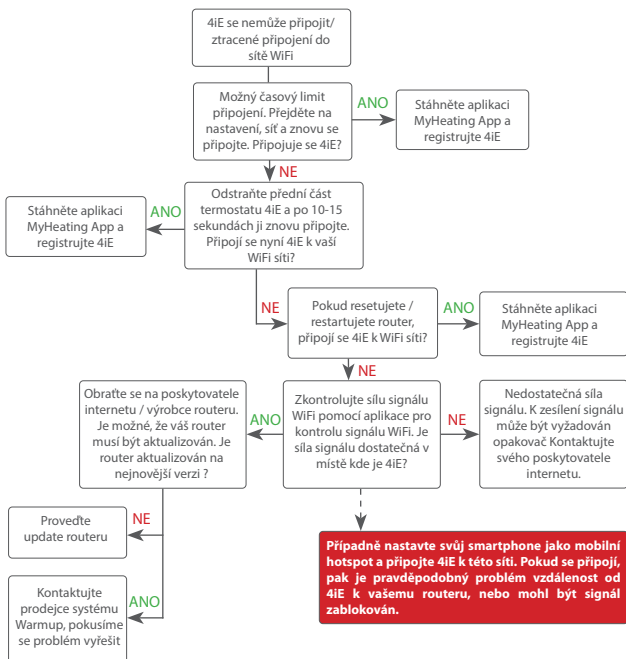 4iE se nemůže připojit/
ztracené připojení do
sítě WiFi
Možný časový limit
připojení. Přejděte na
nastavení, síť a znovu se
připojte. Připojuje se 4iE?
ANO
Stáhněte aplikaci
MyHeating App a
registrujte 4iE
NE
Odstraňte přední část
termostatu 4iE a po 10-15
sekundách ji znovu připojte.
Připojí se nyní 4iE k vaší
WiFi síti?
ANO
Stáhněte aplikaci
MyHeating App a
registrujte 4iE
NE
Pokud resetujete /
restartujete router,
připojí se 4iE k WiFi síti?
ANO
Stáhněte aplikaci
MyHeating App a
registrujte 4iE
NE
Zkontrolujte sílu signálu
WiFi pomocí aplikace pro
kontrolu signálu WiFi. Je
síla signálu dostatečná v
místě kde je 4iE?
NE
Nedostatečná síla
signálu. K zesílení signálu
může být vyžadován
opakovač Kontaktujte
svého poskytovatele
internetu.
ANO
Obraťte se na poskytovatele
internetu / výrobce routeru.
Je možné, že váš router
musí být aktualizován. Je
router aktualizován na
nejnovější verzi ?
NE
Proveďte
update routeru
ANO
Kontaktujte
prodejce systému
Warmup, pokusíme
se problém vyřešit
Případně nastavte svůj smartphone jako mobilní
hotspot a připojte 4iE k této síti. Pokud se připojí,
pak je pravděpodobný problém vzdálenost od
4iE k vašemu routeru, nebo mohl být signál
zablokován.